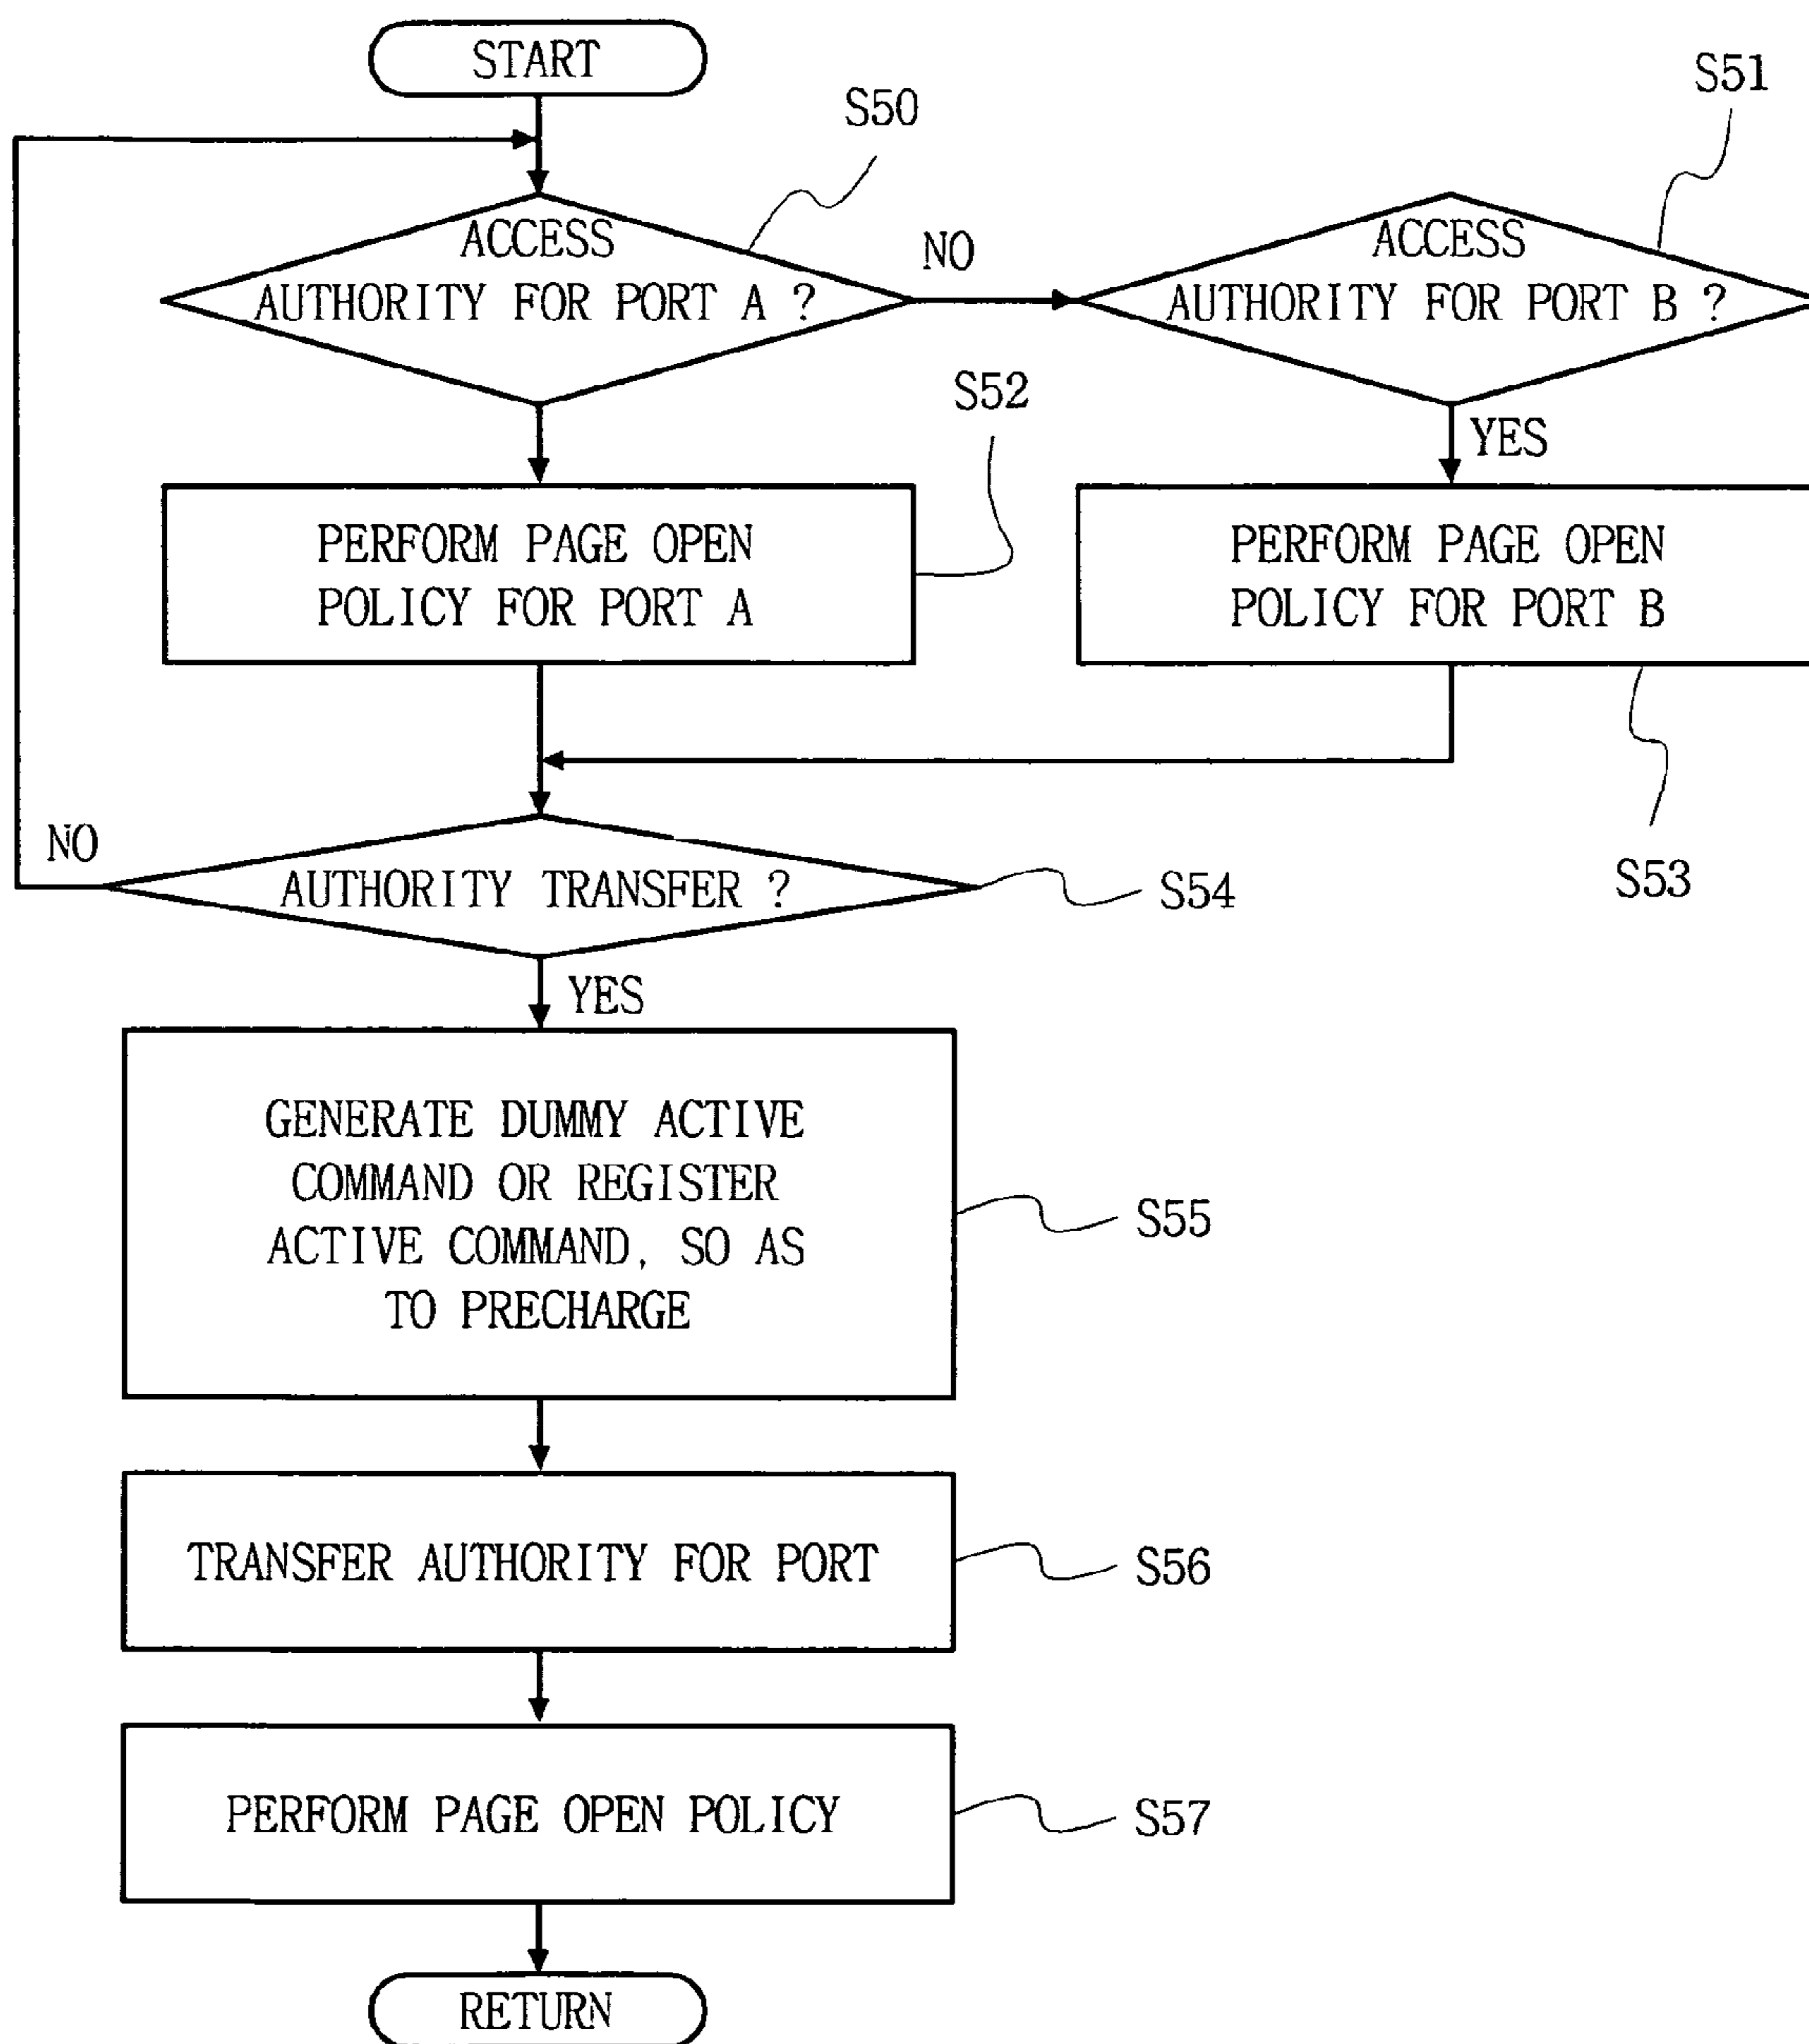 START
S50
S51
ACCESS
AUTHORITY FOR PORT A ?
NO
ACCESS
AUTHORITY FOR PORT B ?
S52
YES
PERFORM PAGE OPEN
POLICY FOR PORT A
PERFORM PAGE OPEN
POLICY FOR PORT B
NO
AUTHORITY TRANSFER ?
S54
S53
YES
GENERATE DUMMY ACTIVE
COMMAND OR REGISTER
ACTIVE COMMAND, SO AS
TO PRECHARGE
S55
TRANSFER AUTHORITY FOR PORT
S56
PERFORM PAGE OPEN POLICY
S57
RETURN